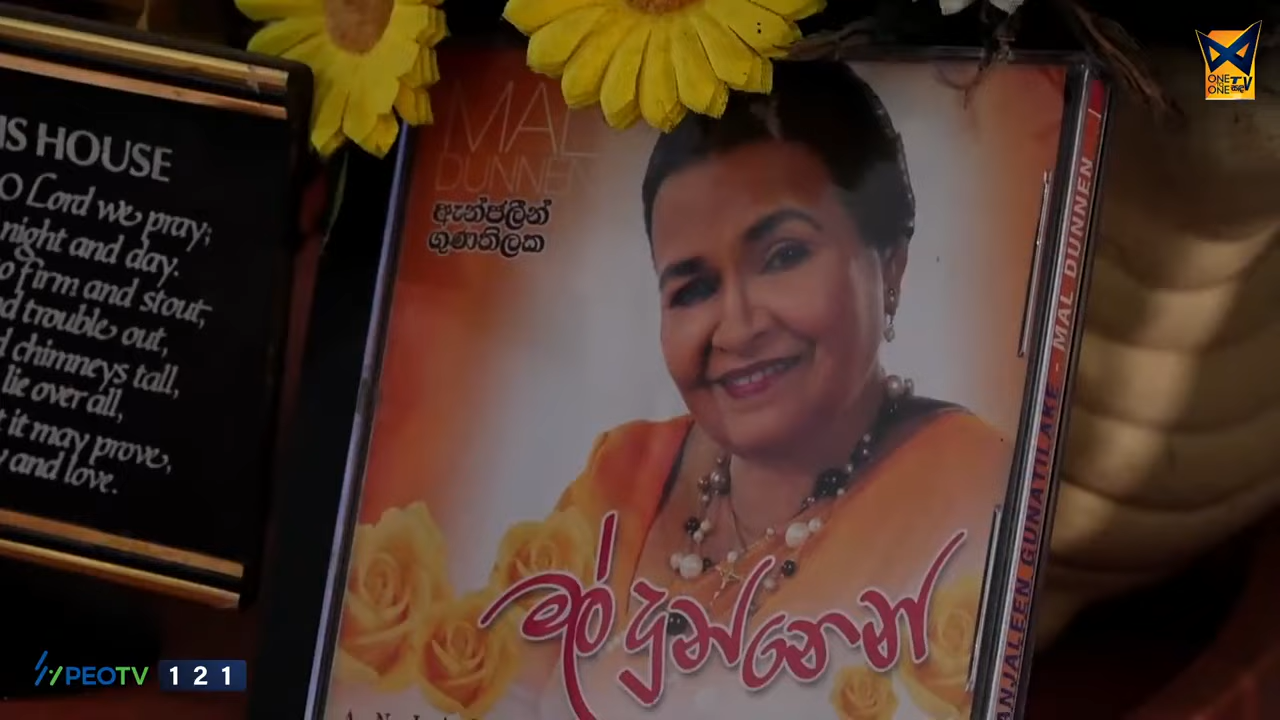 IS HOUSE
O Lord we pray;
night and day.
o firm and stout,
d trouble out,
d chimneys tall,
lie over all,
t it may prove,
y and love.
MAL
DUNNEN
ඇන්ජලීන්
ගුණතිලක
මල් දුන්නෙන්
ANJALEEN GUNATILAKE - MAL DUNNEN
ONE
ONE
TV
PEOTV 121